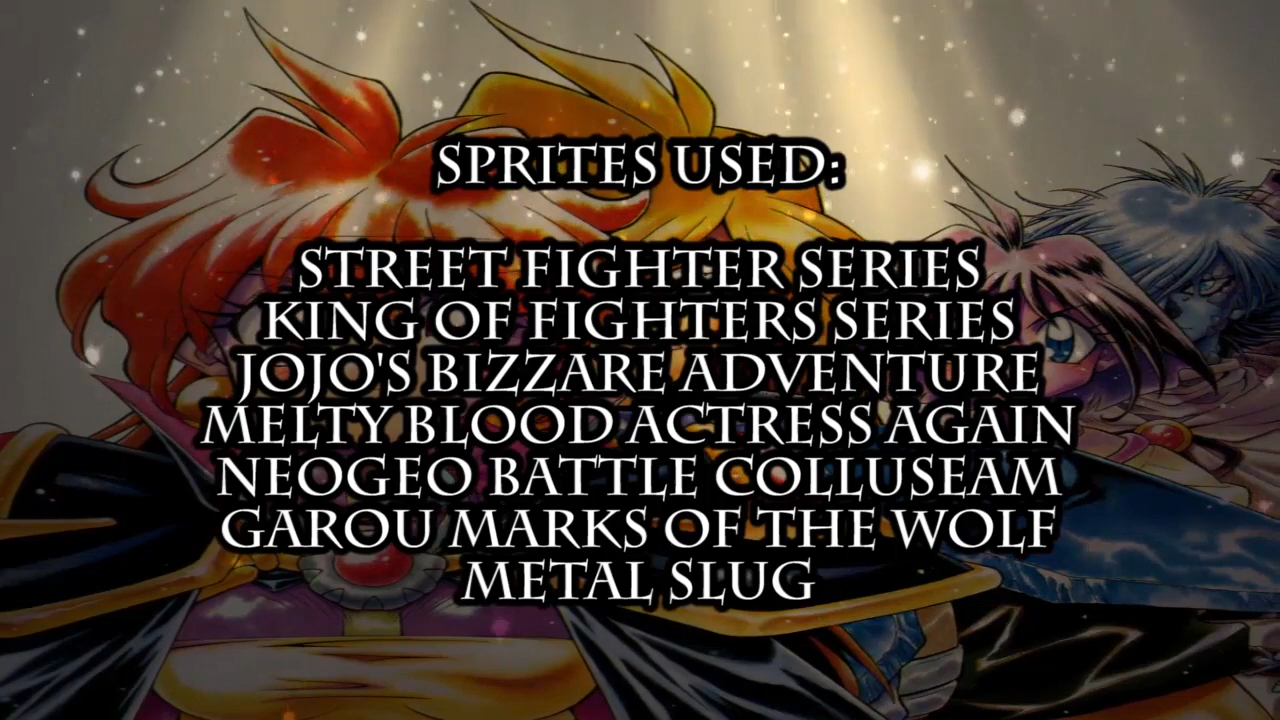 SPRITES USED:
STREET FIGHTER SERIES
KING OF FIGHTERS SERIES
JOJO'S BIZZARE ADVENTURE
MELTY BLOOD ACTRESS AGAIN
NEOGEO BATTLE COLLUSEAM
GAROU MARKS OF THE WOLF
METAL SLUG